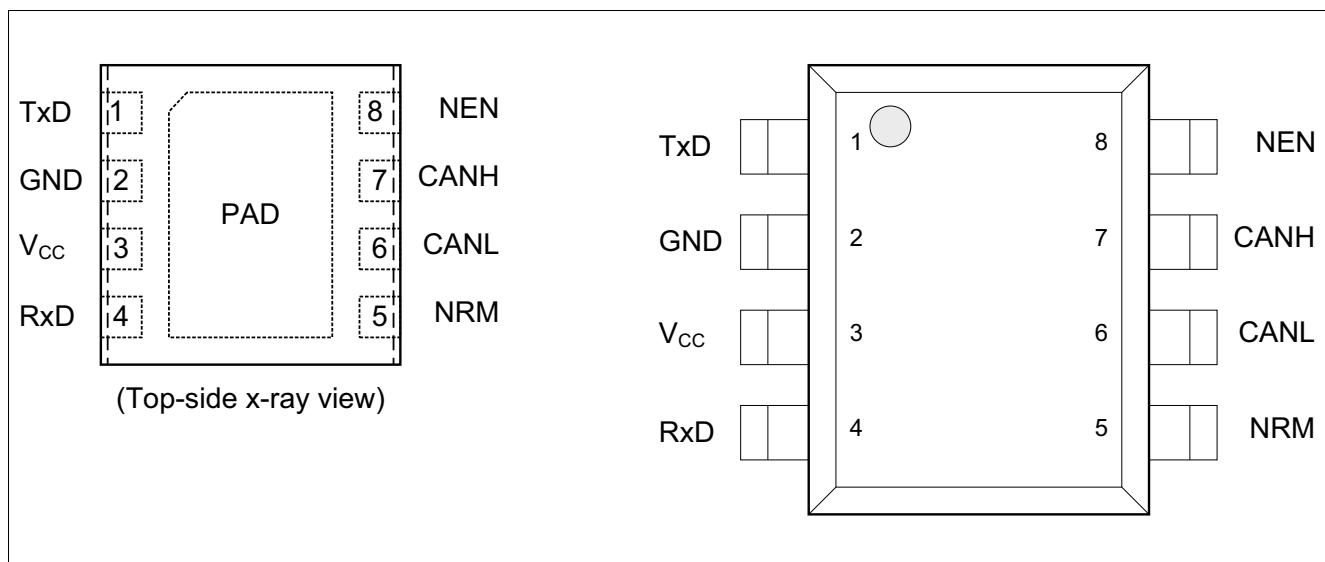 TxD 1 8 NEN
GND 2 7 CANH
PAD
VCC 3 6 CANL
RxD 4 5 NRM
(Top-side x-ray view)
TxD 1 8 NEN
GND 2 7 CANH
VCC 3 6 CANL
RxD 4 5 NRM